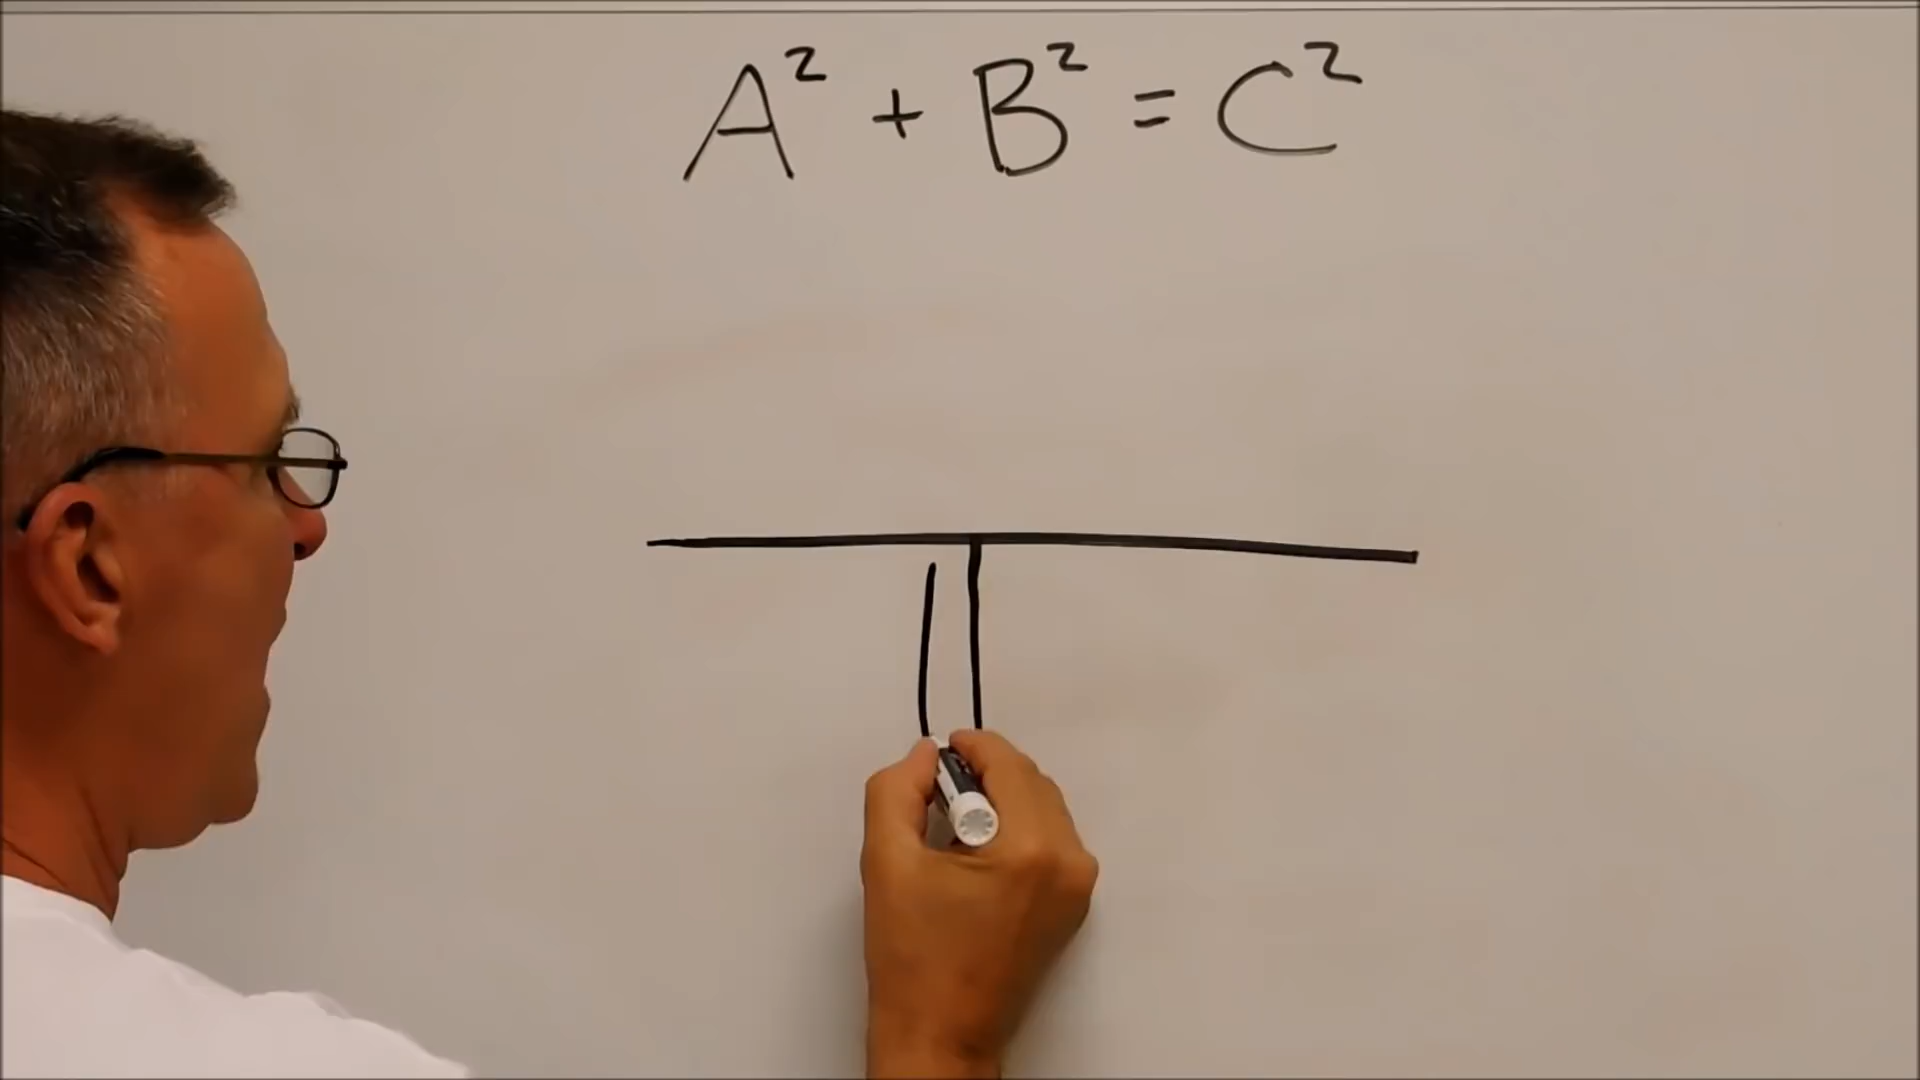 A² + B² = C²